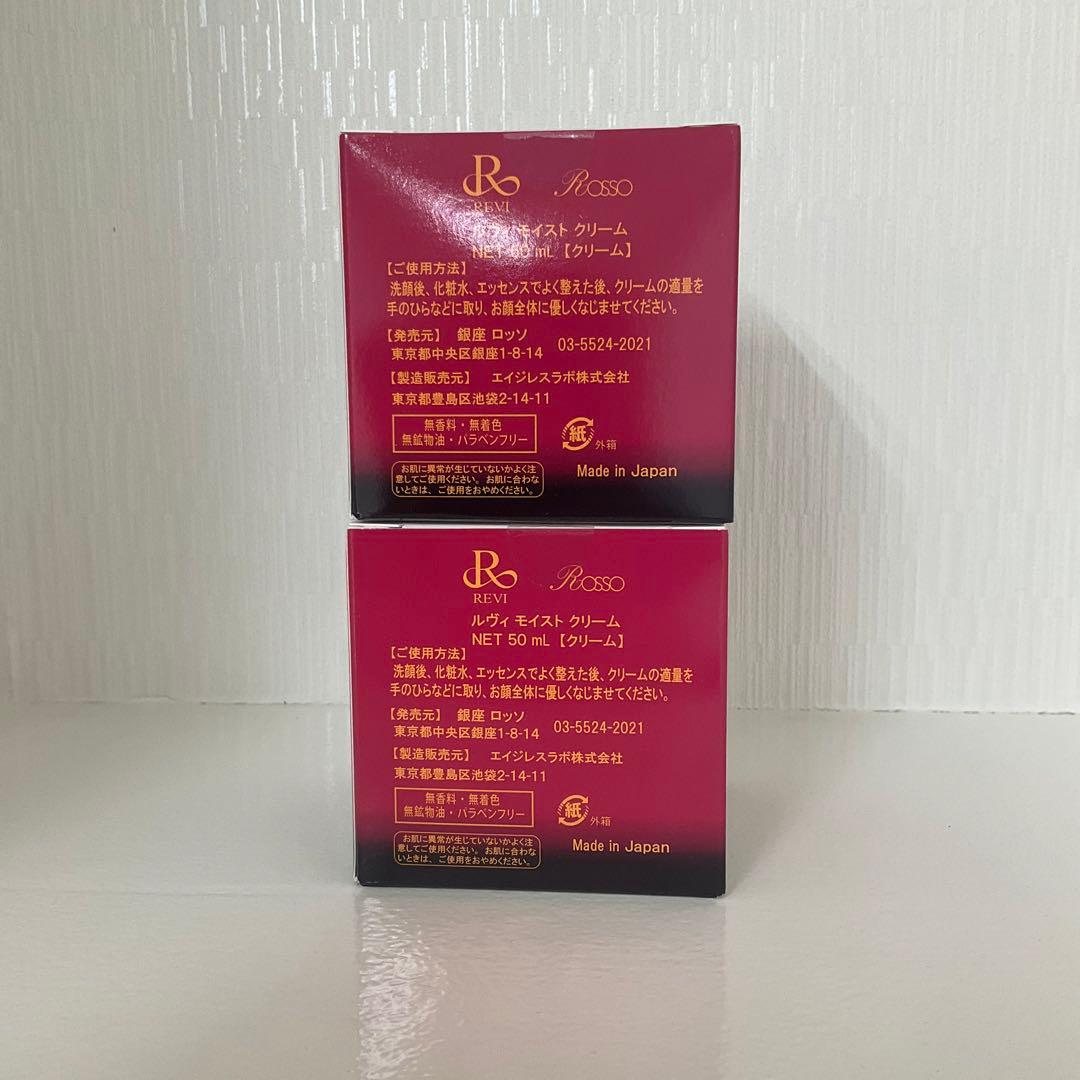 R ROSSO
REVI
ルヴィ モイスト クリーム
NET 50 mL 【クリーム】
【ご使用方法】
洗顔後、化粧水、エッセンスでよく整えた後、クリームの適量を
手のひらなどに取り、お顔全体に優しくなじませてください。
【発売元】 銀座 ロッソ
東京都中央区銀座1-8-14 03-5524-2021
【製造販売元】 エイジレスラボ株式会社
東京都豊島区池袋2-14-11
無香料・無着色
無鉱物油・パラベンフリー
紙 外箱
お肌に異常が生じていないかよく注
意してご使用ください。お肌に合わな
いときは、ご使用をおやめください。
Made in Japan
R ROSSO
REVI
ルヴィ モイスト クリーム
NET 50 mL 【クリーム】
【ご使用方法】
洗顔後、化粧水、エッセンスでよく整えた後、クリームの適量を
手のひらなどに取り、お顔全体に優しくなじませてください。
【発売元】 銀座 ロッソ
東京都中央区銀座1-8-14 03-5524-2021
【製造販売元】 エイジレスラボ株式会社
東京都豊島区池袋2-14-11
無香料・無着色
無鉱物油・パラベンフリー
紙 外箱
お肌に異常が生じていないかよく注
意してご使用ください。お肌に合わな
いときは、ご使用をおやめください。
Made in Japan